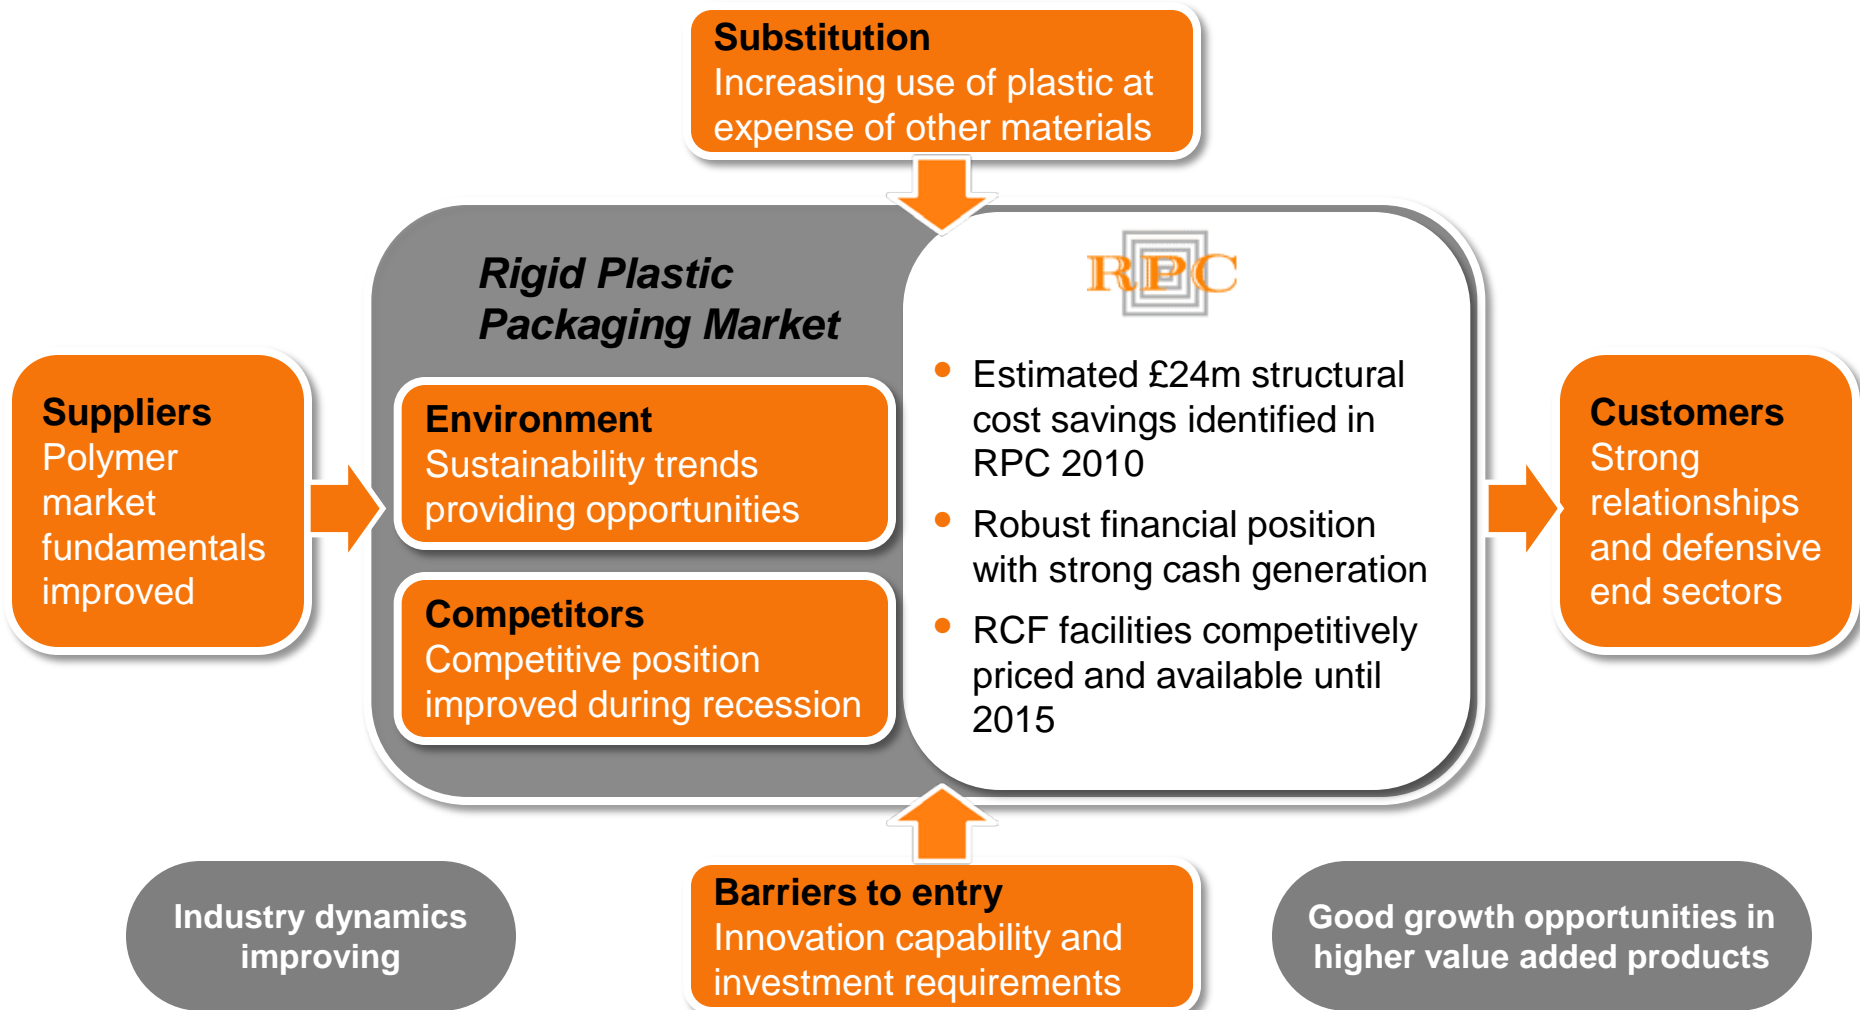 Substitution
Increasing use of plastic at
expense of other materials
Rigid Plastic
Packaging Market
RPC
Suppliers
Polymer
market
fundamentals
improved
Environment
Sustainability trends
providing opportunities
Competitors
Competitive position
improved during recession
• Estimated £24m structural
cost savings identified in
RPC 2010
• Robust financial position
with strong cash generation
• RCF facilities competitively
priced and available until
2015
Customers
Strong
relationships
and defensive
end sectors
Industry dynamics
improving
Barriers to entry
Innovation capability and
investment requirements
Good growth opportunities in
higher value added products